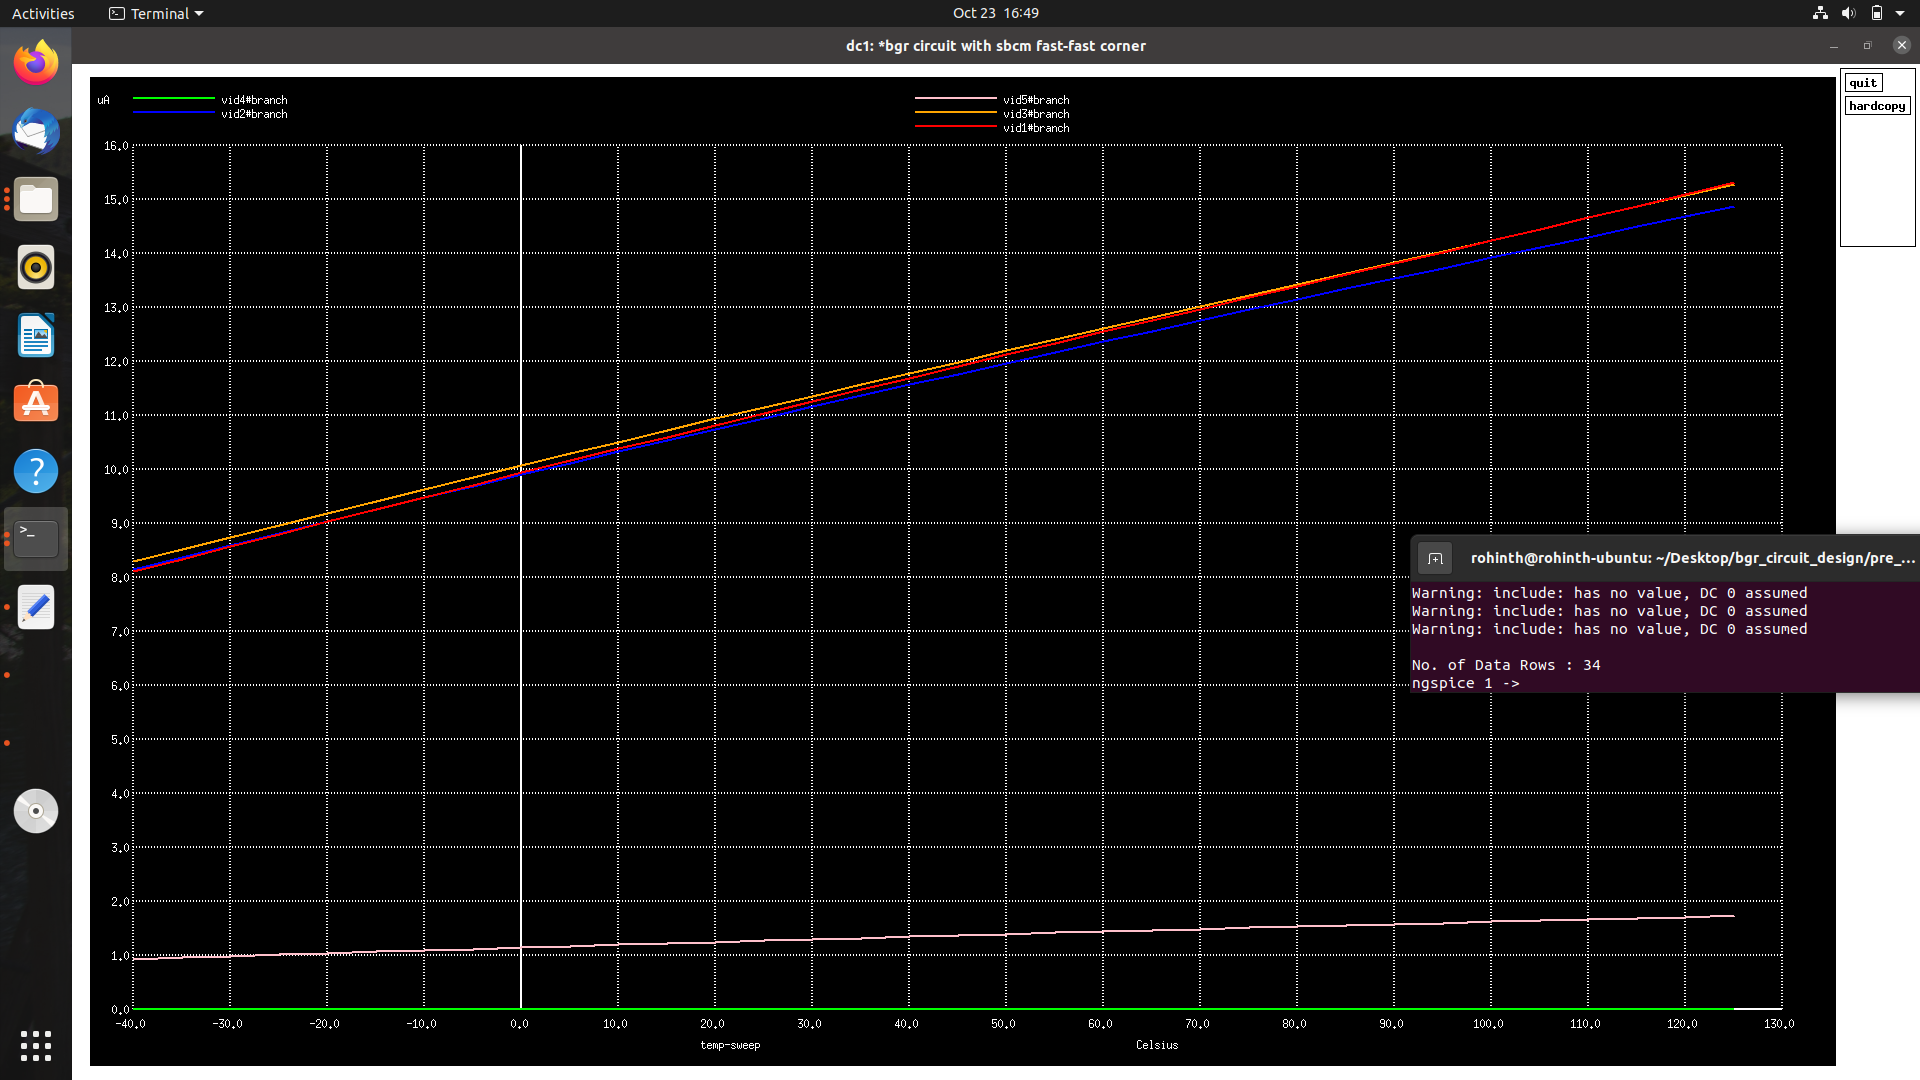 Activities
Terminal
Oct 23 16:49
dc1: *bgr circuit with sbcm fast-fast corner
quit
hardcopy
uA
vid4#branch
vid2#branch
vid5#branch
vid3#branch
vid1#branch
16.0
15.0
14.0
13.0
12.0
11.0
10.0
9.0
8.0
7.0
6.0
5.0
4.0
3.0
2.0
1.0
0.0
-40.0 -30.0 -20.0 -10.0 0.0 10.0 20.0 30.0 40.0 50.0 60.0 70.0 80.0 90.0 100.0 110.0 120.0 130.0
temp-sweep Celsius
rohinth@rohinth-ubuntu: ~/Desktop/bgr_circuit_design/pre_...
Warning: include: has no value, DC 0 assumed
Warning: include: has no value, DC 0 assumed
Warning: include: has no value, DC 0 assumed
No. of Data Rows : 34
ngspice 1 ->